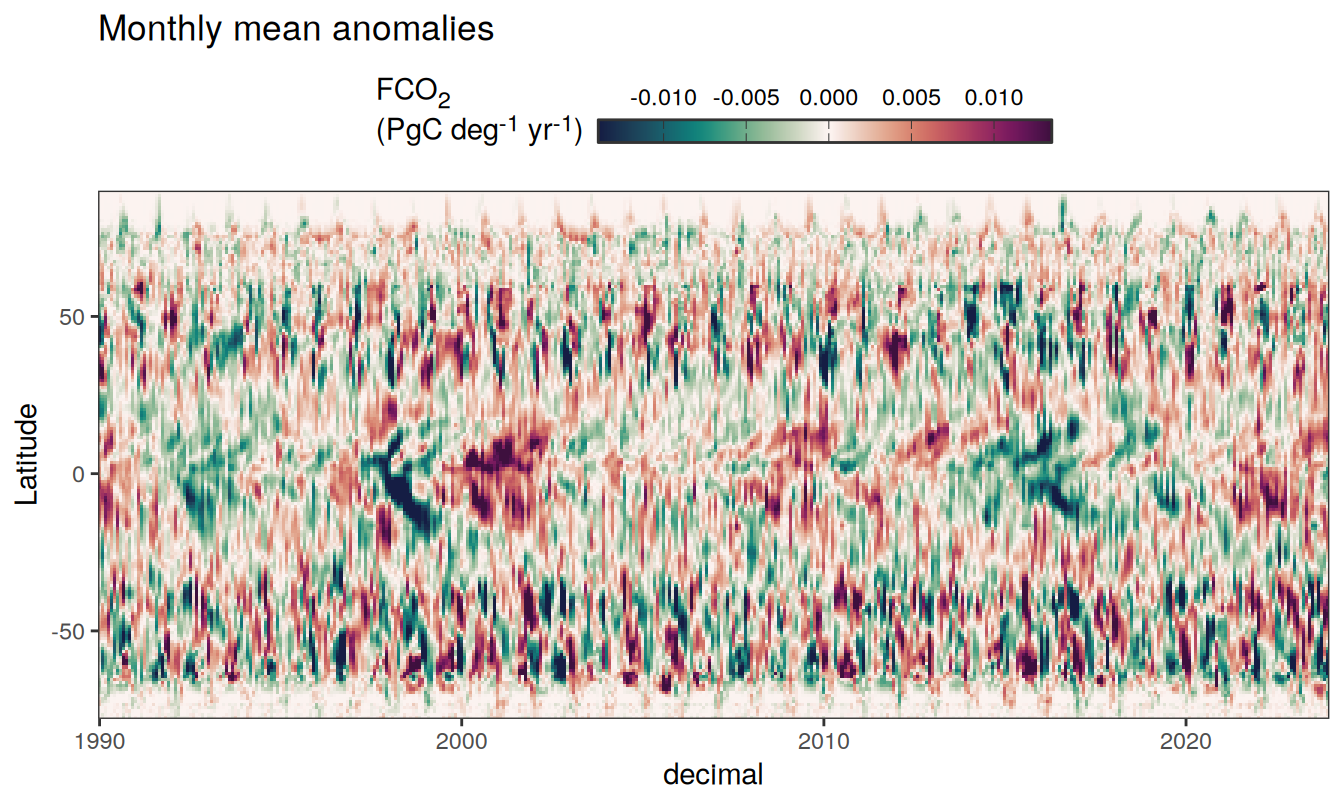 Monthly mean anomalies
FCO₂
(PgC deg⁻¹ yr⁻¹)
-0.010 -0.005 0.000 0.005 0.010
Latitude
50
0
-50
1990 2000 2010 2020
decimal